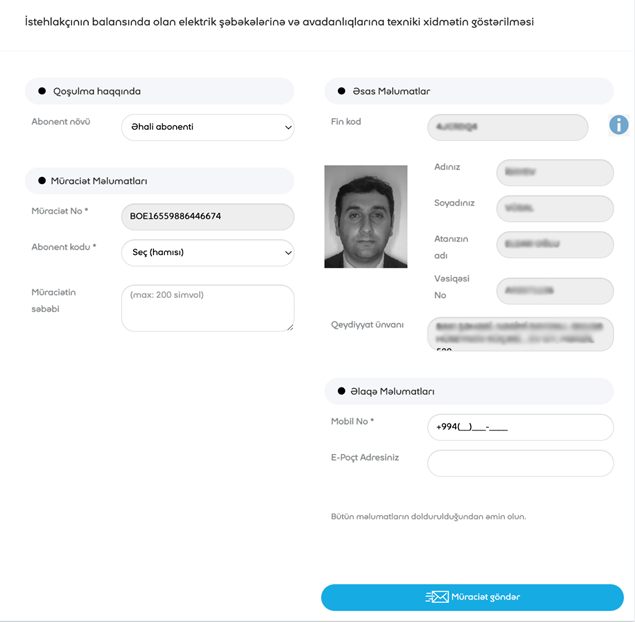 İstehlakçının balansında olan elektrik şəbəkələrinə və avadanlıqlarına texniki xidmətin göstərilməsi
Qoşulma haqqında
Abonent növü
Əhali abonenti
Müraciət Məlumatları
Müraciət No *
BOE16559886446674
Abonent kodu *
Seç (hamısı)
Müraciətin
səbəbi
(max: 200 simvol)
Əsas Məlumatlar
Fin kod
Adınız
Soyadınız
Atanızın
adı
Vəsiqəsi
No
Qeydiyyat ünvanı
Əlaqə Məlumatları
Mobil No *
+994(__)___-____
E-Poçt Adresiniz
Bütün məlumatların doldurulduğundan əmin olun.
Müraciət göndər